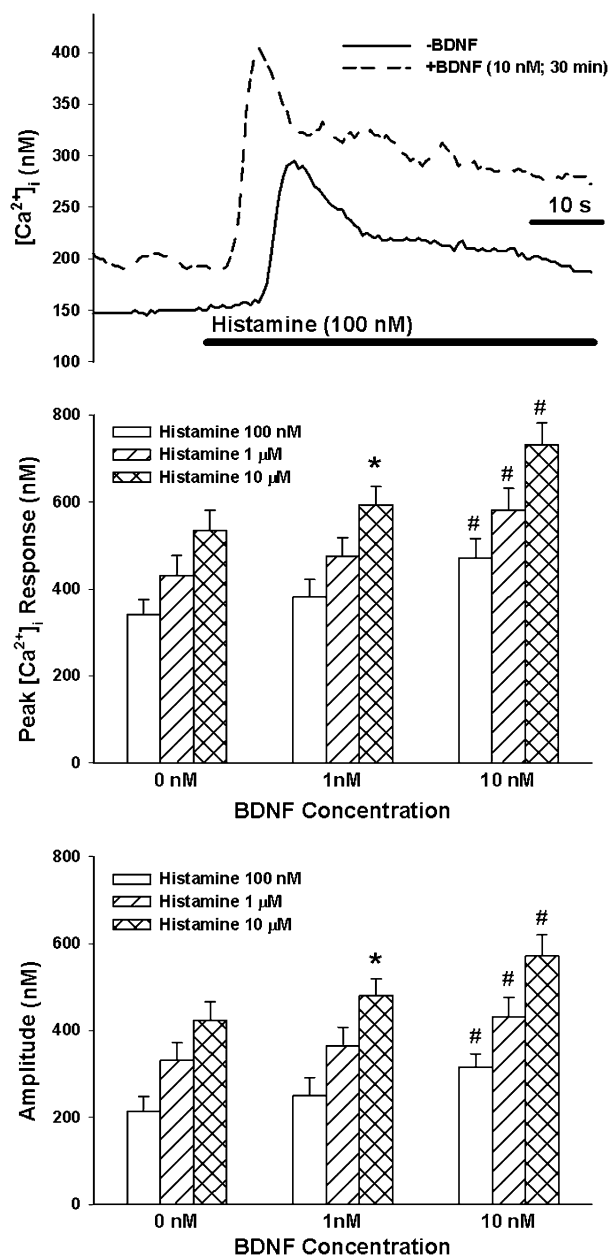 -BDNF
+BDNF (10 nM; 30 min)
400
350
300
250
200
150
100
[Ca2+]i (nM)
10 s
Histamine (100 nM)
800
600
400
200
0
Peak [Ca2+]i Response (nM)
Histamine 100 nM
Histamine 1 µM
Histamine 10 µM
*
#
#
#
0 nM
1nM
10 nM
BDNF Concentration
800
600
400
200
0
Amplitude (nM)
Histamine 100 nM
Histamine 1 µM
Histamine 10 µM
*
#
#
#
0 nM
1nM
10 nM
BDNF Concentration